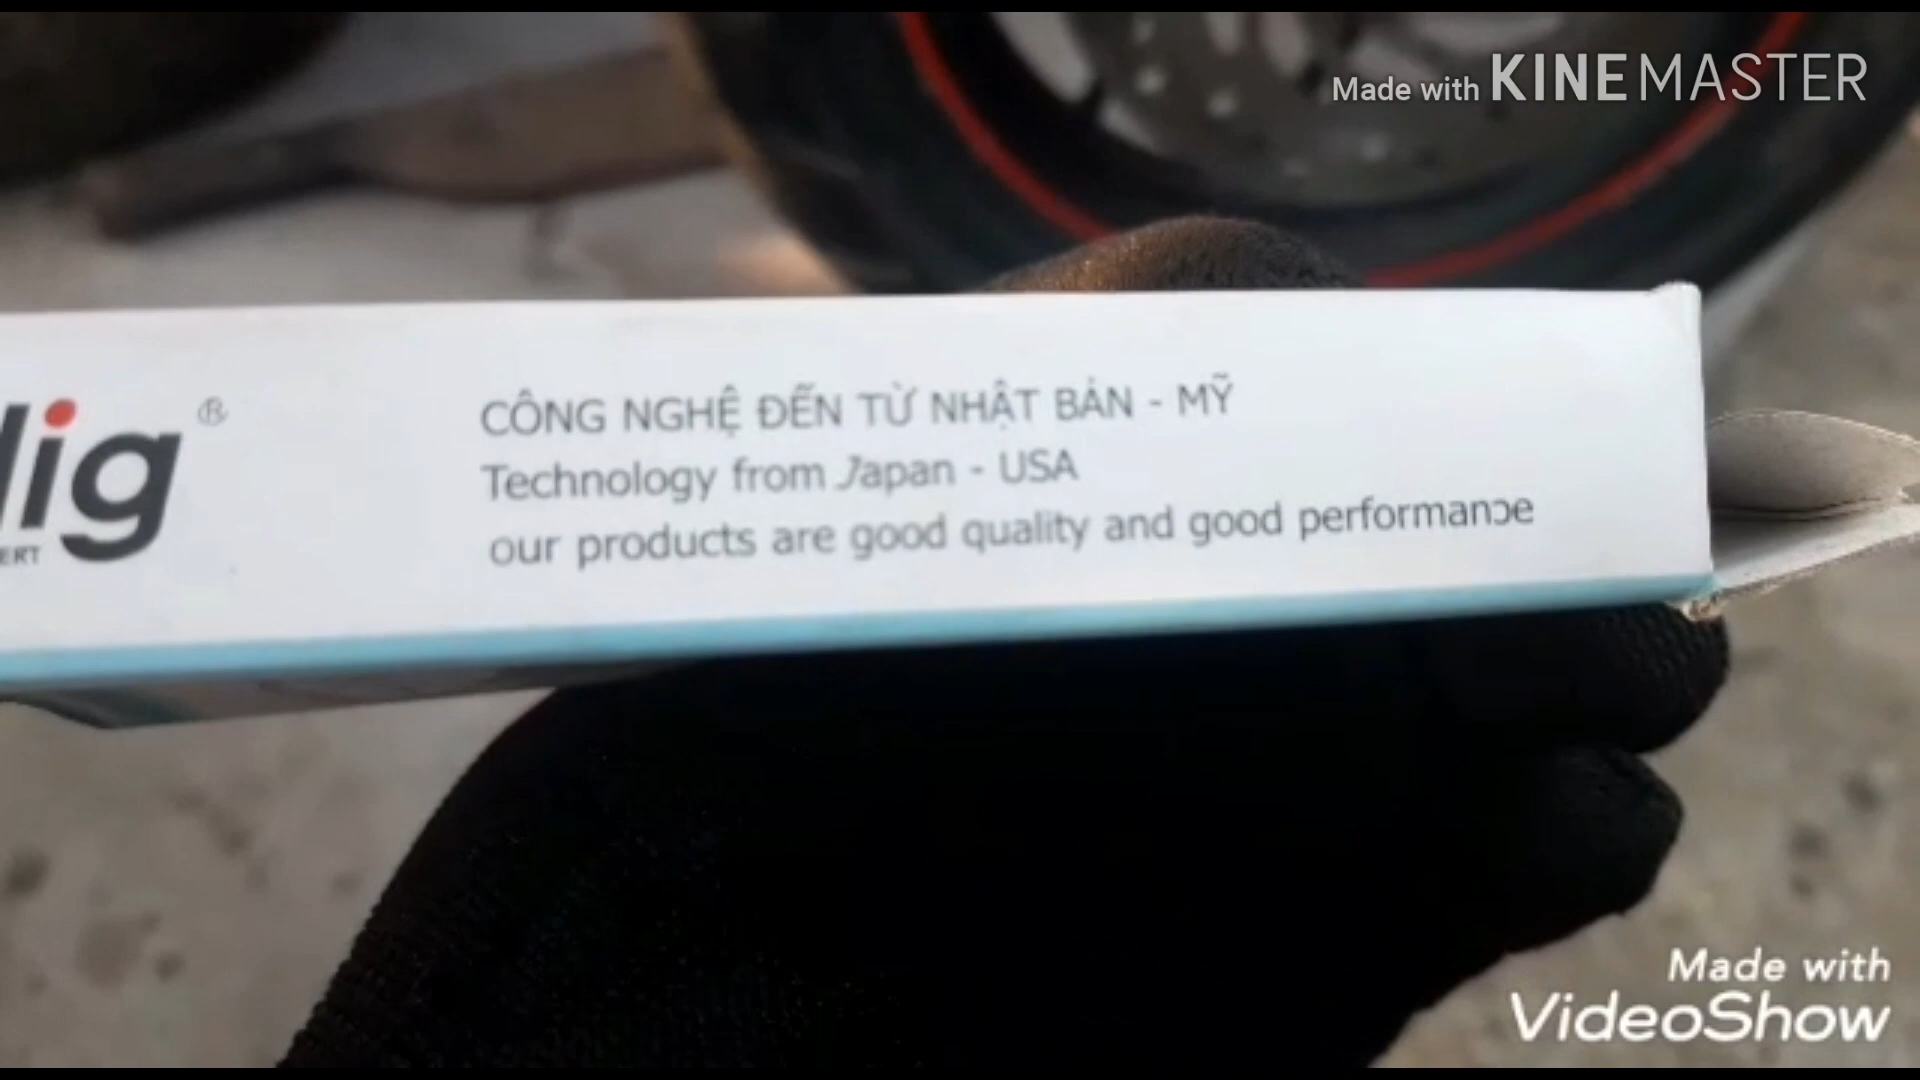 Made with KINEMASTER
lig ®
ERT
CÔNG NGHỆ ĐẾN TỪ NHẬT BẢN - MỸ
Technology from Japan - USA
our products are good quality and good performance
Made with
VideoShow